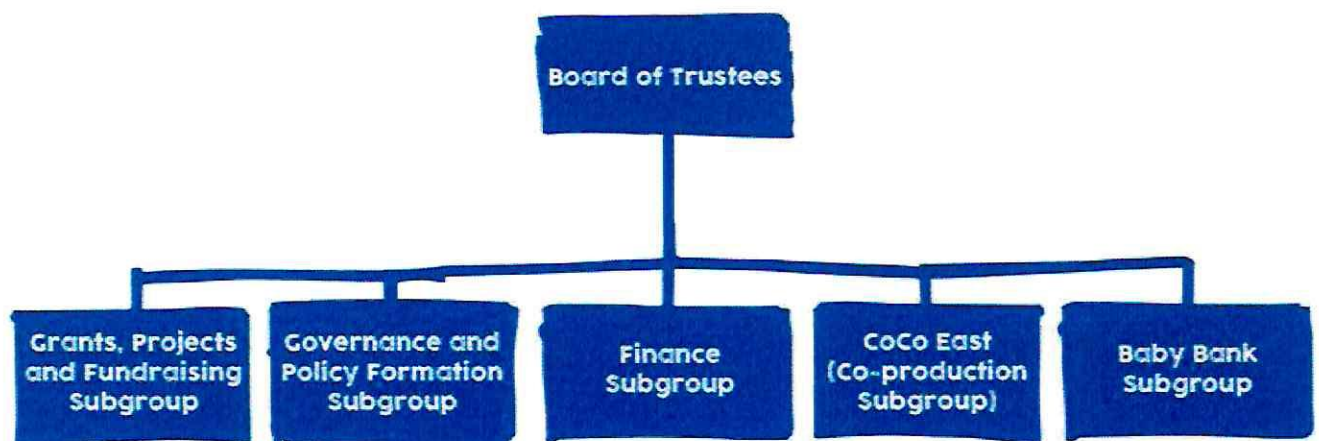 Board of Trustees
Grants, Projects
and Fundraising
Subgroup
Governance and
Policy Formation
Subgroup
Finance
Subgroup
CoCo East
(Co-production
Subgroup)
Baby Bank
Subgroup